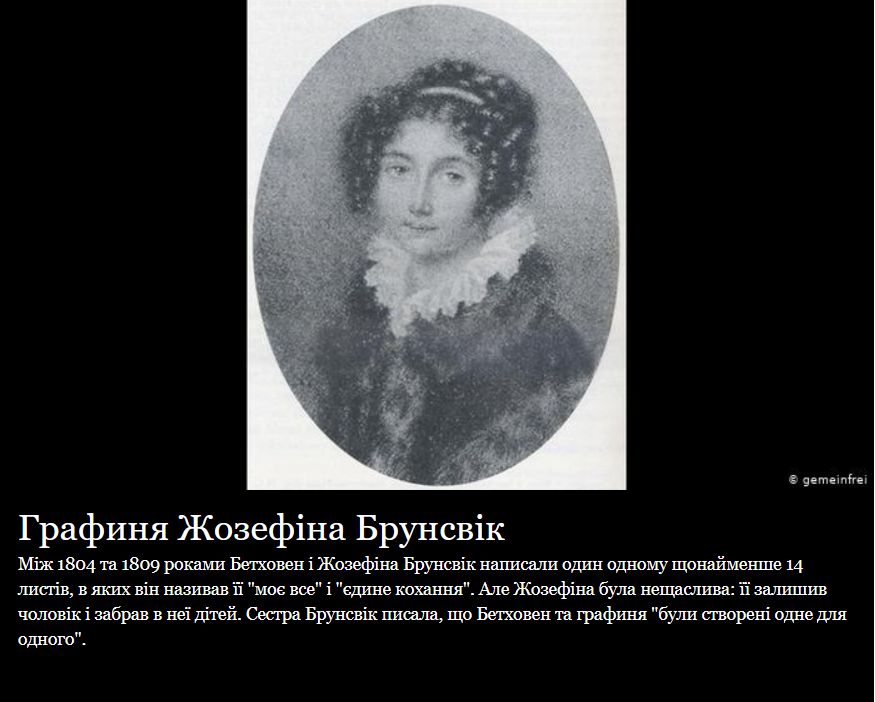 © gemeinfrei
Графиня Жозефіна Брунсвік
Між 1804 та 1809 роками Бетховен і Жозефіна Брунсвік написали один одному щонайменше 14
листів, в яких він називав її "моє все" і "єдине кохання". Але Жозефіна була нещаслива: її залишив
чоловік і забрав в неї дітей. Сестра Брунсвік писала, що Бетховен та графиня "були створені одне для
одного".